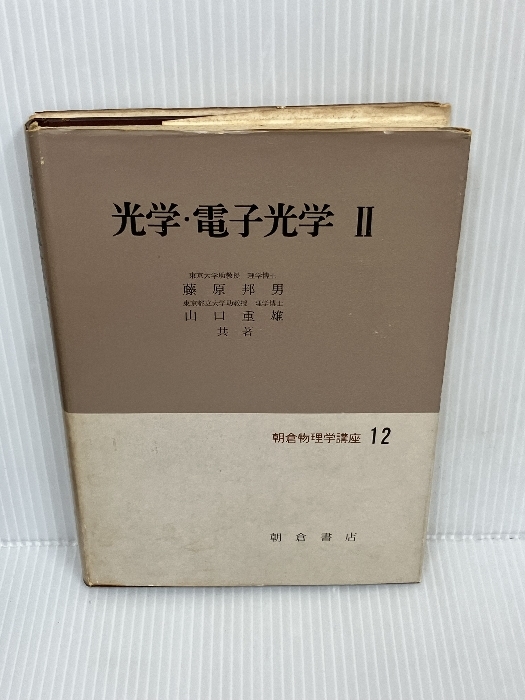 光学・電子光学 II
東京大学助教授 理学博士
藤原邦男
東京都立大学助教授 理学博士
山口重雄
共著
朝倉物理学講座 12
朝倉書店